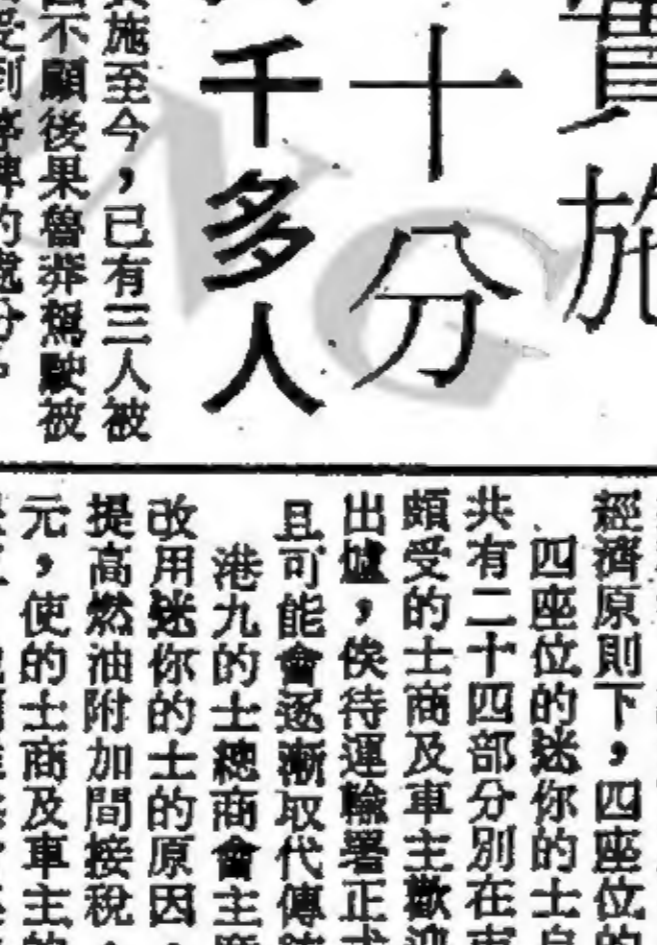 實施
十分
千多人
施至今，已有三人被
不顧後果魯莽駕駛被
受到停牌的處分。
經濟原則下，四座位的
四座位的迷你的士自
共有二十四部分別在市
頗受的士商及車主歡迎
出爐，俟待運輸署正式
且可能會逐漸取代傳統
港九的士總商會主席
改用迷你的士的原因，
提高燃油附加間接稅，
元，使的士商及車主的